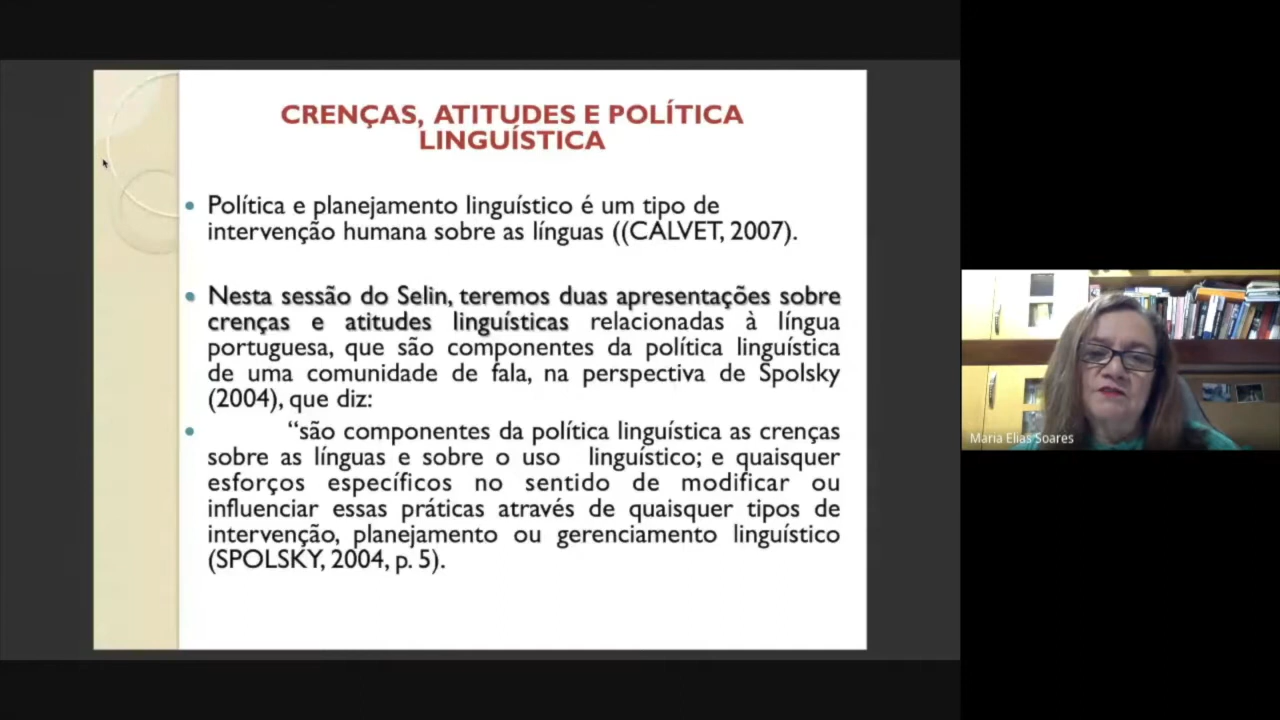 CRENÇAS, ATITUDES E POLÍTICA
LINGUÍSTICA
• Política e planejamento linguístico é um tipo de
intervenção humana sobre as línguas ((CALVET, 2007).
• Nesta sessão do Selin, teremos duas apresentações sobre
crenças e atitudes linguísticas relacionadas à língua
portuguesa, que são componentes da política linguística
de uma comunidade de fala, na perspectiva de Spolsky
(2004), que diz:
• “são componentes da política linguística as crenças
sobre as línguas e sobre o uso linguístico; e quaisquer
esforços específicos no sentido de modificar ou
influenciar essas práticas através de quaisquer tipos de
intervenção, planejamento ou gerenciamento linguístico
(SPOLSKY, 2004, p. 5).
Maria Elias Soares